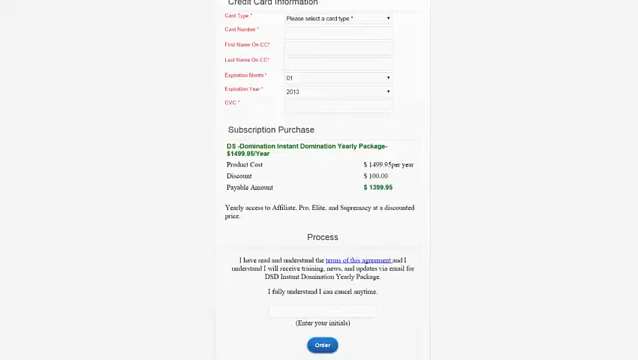 Credit Card Information
Card Type * Please select a card type *
Card Number *
First Name On CC*
Last Name On CC*
Expiration Month * 01
Expiration Year * 2013
CVC *
Subscription Purchase
DS -Domination Instant Domination Yearly Package-
$1499.95/Year
Product Cost $ 1499.95per year
Discount $ 100.00
Payable Amount $ 1399.95
Yearly access to Affiliate, Pro, Elite, and Supremacy at a discounted
price.
Process
I have read and understand the terms of this agreement and I
understand I will receive training, news, and updates via email for
DSD Instant Domination Yearly Package.
I fully understand I can cancel anytime.
(Enter your initials)
Order